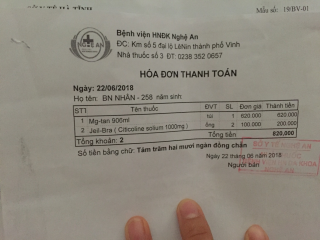 Mẫu số: 19/BV-01
Bệnh viện HNĐK Nghệ An
ĐC: Km số 5 đại lộ LêNin thành phố Vinh
Nhà thuốc số 3 ĐT: 0238 352 0657
HÓA ĐƠN THANH TOÁN
Ngày: 22/06/2018
Họ tên: BN NHÂN - 258 năm sinh:
STT Tên thuốc ĐVT SL Đơn giá Thành tiền
1 Mg-tan 906ml túi 1 620,000 620,000
2 Jeil-Bra ( Citicoline sodium 1000mg ) ống 2 100,000 200,000
Tổng khoản: 2 Tổng tiền 820,000
Số tiền bằng chữ: Tám trăm hai mươi ngàn đồng chẵn
Ngày 22 tháng 06 năm 2018
Người bán